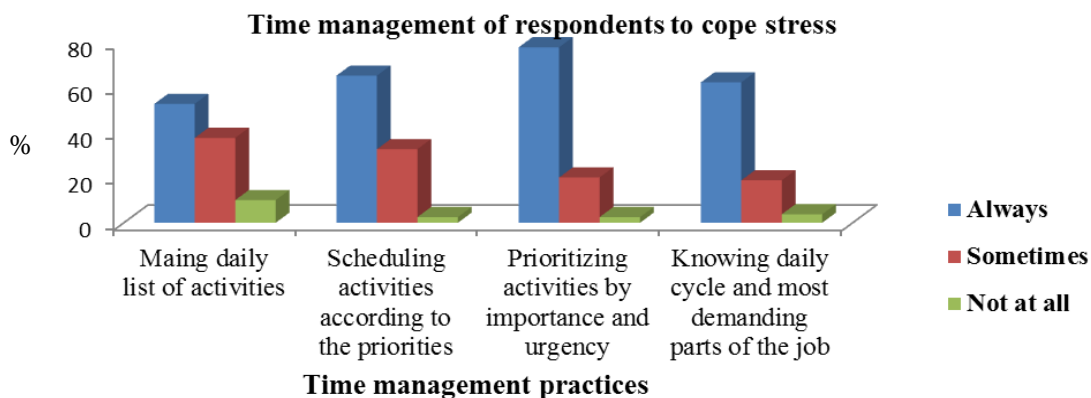 Time management of respondents to cope stress
80
60
40
20
0
%
Maing daily
list of activities
Scheduling
activities
according to
the priorities
Prioritizing
activities by
importance and
urgency
Knowing daily
cycle and most
demanding
parts of the job
Time management practices
Always
Sometimes
Not at all